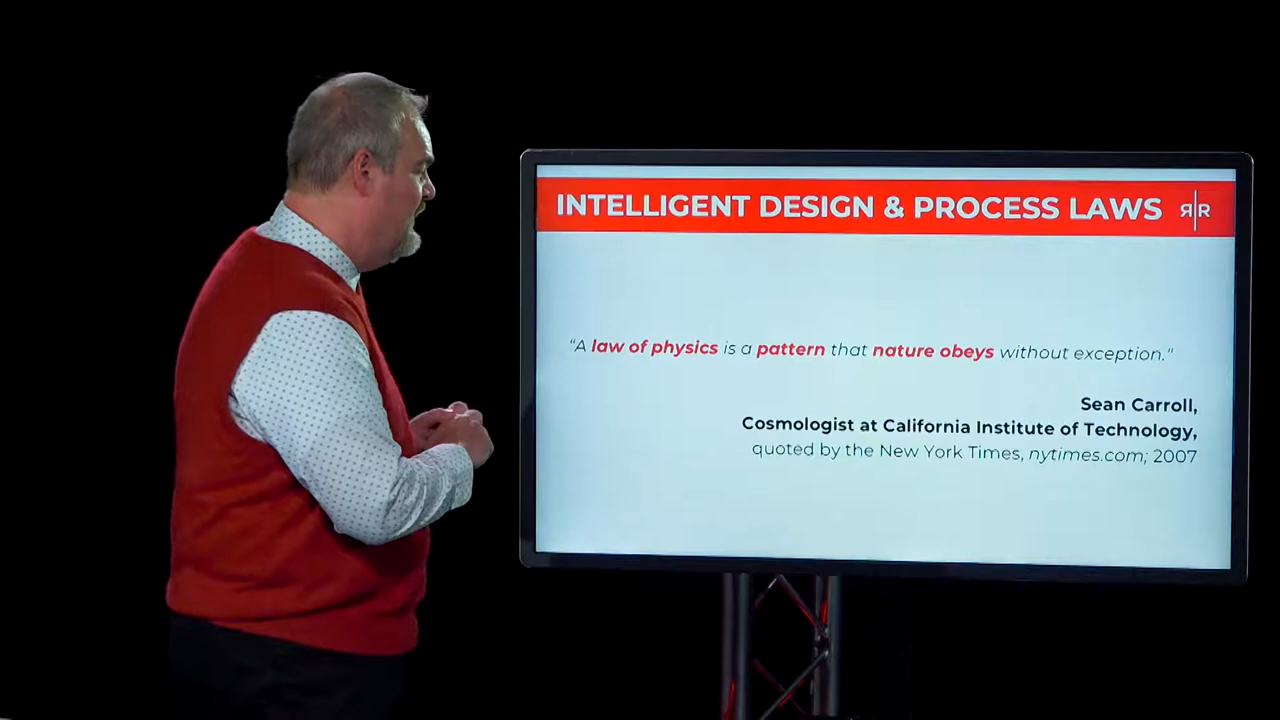 INTELLIGENT DESIGN & PROCESS LAWS ЯR
"A law of physics is a pattern that nature obeys without exception."
Sean Carroll,
Cosmologist at California Institute of Technology,
quoted by the New York Times, nytimes.com; 2007